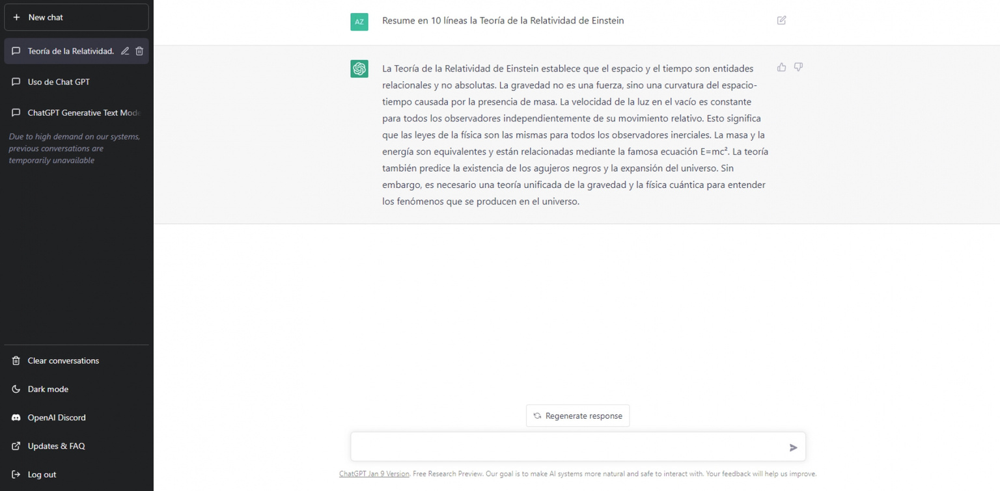 New chat
Teoría de la Relatividad.
Uso de Chat GPT
ChatGPT Generative Text Mode
Due to high demand on our systems,
previous conversations are
temporarily unavailable
Clear conversations
Dark mode
OpenAI Discord
Updates & FAQ
Log out
AZ
Resume en 10 líneas la Teoría de la Relatividad de Einstein
La Teoría de la Relatividad de Einstein establece que el espacio y el tiempo son entidades
relacionales y no absolutas. La gravedad no es una fuerza, sino una curvatura del espacio-
tiempo causada por la presencia de masa. La velocidad de la luz en el vacío es constante
para todos los observadores independientemente de su movimiento relativo. Esto significa
que las leyes de la física son las mismas para todos los observadores inerciales. La masa y la
energía son equivalentes y están relacionadas mediante la famosa ecuación E=mc². La teoría
también predice la existencia de los agujeros negros y la expansión del universo. Sin
embargo, es necesario una teoría unificada de la gravedad y la física cuántica para entender
los fenómenos que se producen en el universo.
Regenerate response
ChatGPT Jan 9 Version. Free Research Preview. Our goal is to make AI systems more natural and safe to interact with. Your feedback will help us improve.